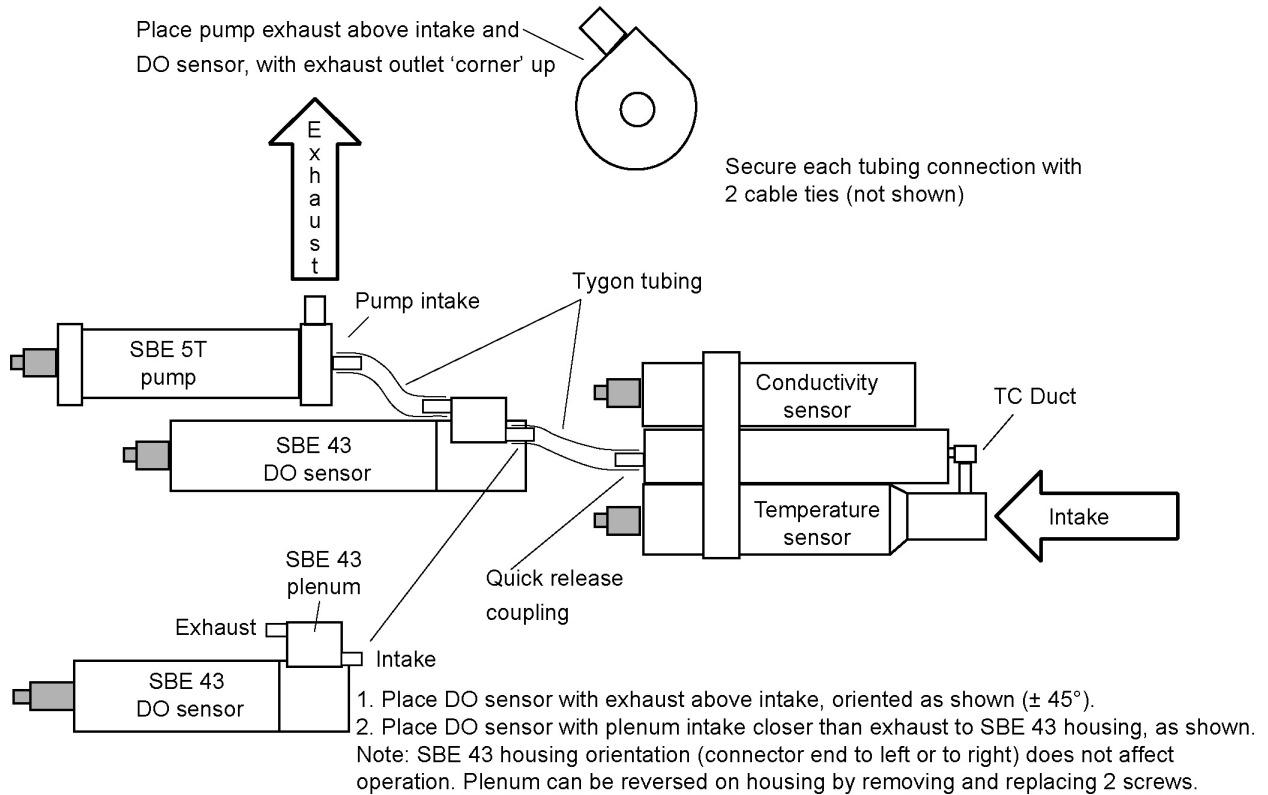 Place pump exhaust above intake and
DO sensor, with exhaust outlet ‘corner’ up
Exhaust
Secure each tubing connection with
2 cable ties (not shown)
Tygon tubing
Pump intake
SBE 5T
pump
Conductivity
sensor
TC Duct
SBE 43
DO sensor
Temperature
sensor
Intake
Quick release
coupling
SBE 43
plenum
Exhaust
Intake
SBE 43
DO sensor
1. Place DO sensor with exhaust above intake, oriented as shown (± 45°).
2. Place DO sensor with plenum intake closer than exhaust to SBE 43 housing, as shown.
Note: SBE 43 housing orientation (connector end to left or to right) does not affect
operation. Plenum can be reversed on housing by removing and replacing 2 screws.